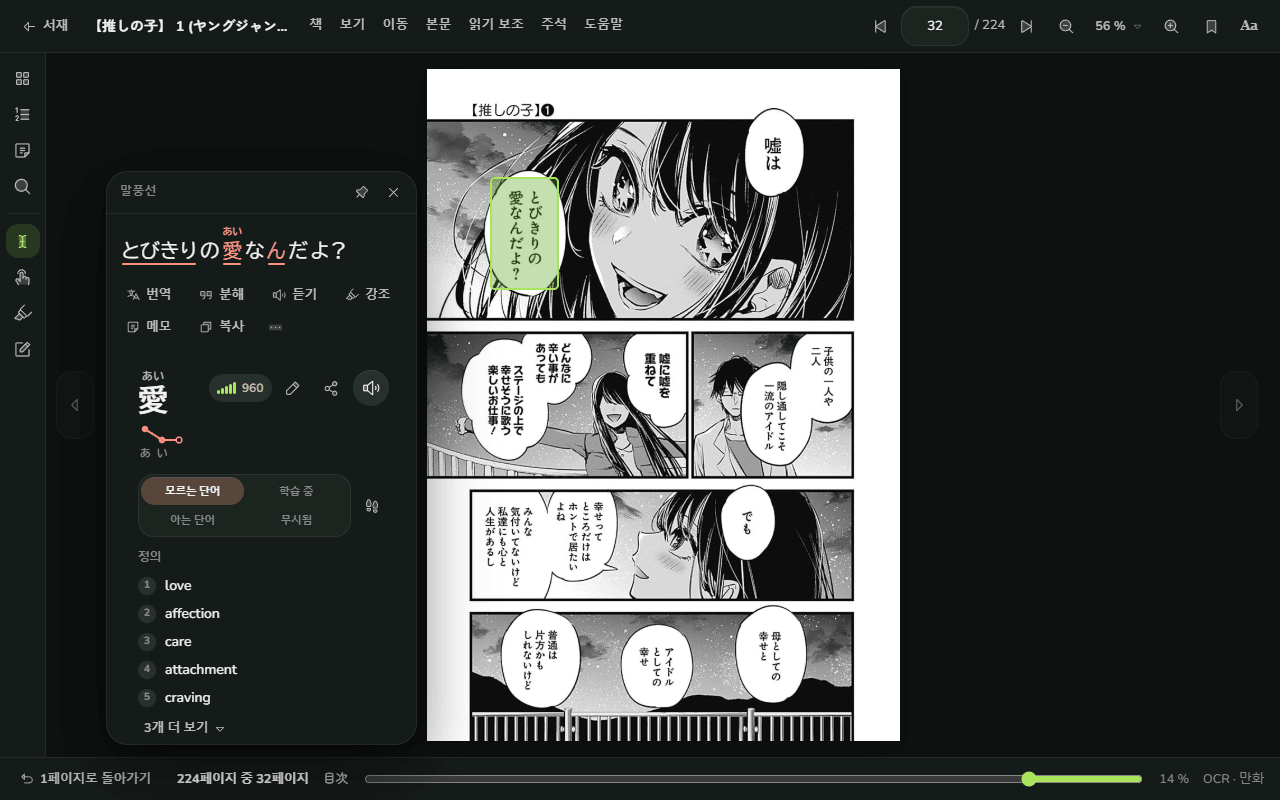 서재
【推しの子】 1 (ヤングジャン…
책 보기 이동 본문 읽기 보조 주석 도움말
32 / 224
56 %
Aa
말풍선
あい
とびきりの愛なんだよ?
번역 분해 듣기 강조
메모 복사
あい
愛
960
あ い
모르는 단어 학습 중
아는 단어 무시됨
정의
1 love
2 affection
3 care
4 attachment
5 craving
3개 더 보기
【推しの子】❶
嘘は
とびきりの
愛なんだよ?
子供の一人や
二人
隠し通してこそ
一流のアイドル
嘘に嘘を
重ねて
どんなに
辛い事が
あっても
ステージの上で
幸せそうに歌う
楽しいお仕事!
でも
幸せって
ところだけは
ホントで居たい
よね
みんな
気付いてないけど
私達にも心と
人生があるし
母としての
幸せと
アイドル
としての
幸せ
普通は
片方かも
しれないけど
1페이지로 돌아가기
224페이지 중 32페이지
目次
14 %
OCR · 만화